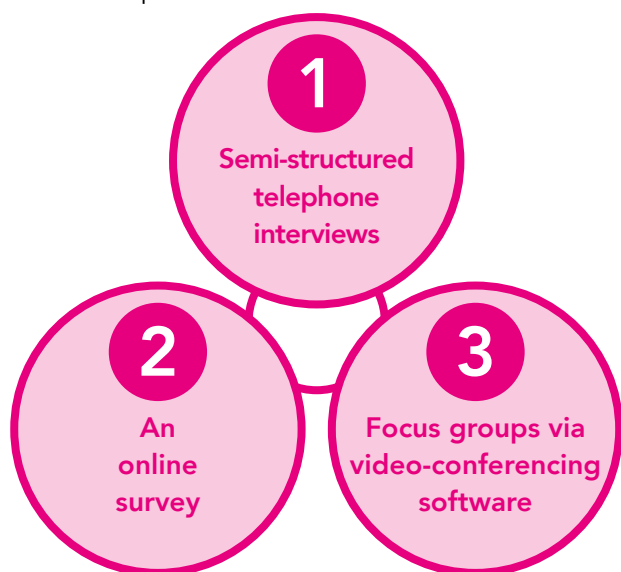 1
Semi-structured
telephone
interviews
2
An
online
survey
3
Focus groups via
video-conferencing
software